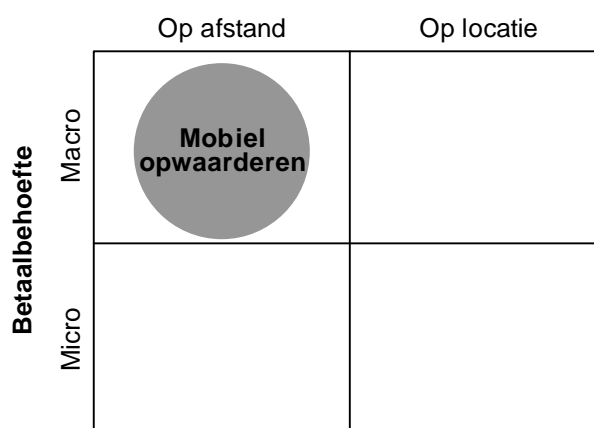 Op afstand
Op locatie
Betaalbehoefte
Macro
Mobiel
opwaarderen
Micro